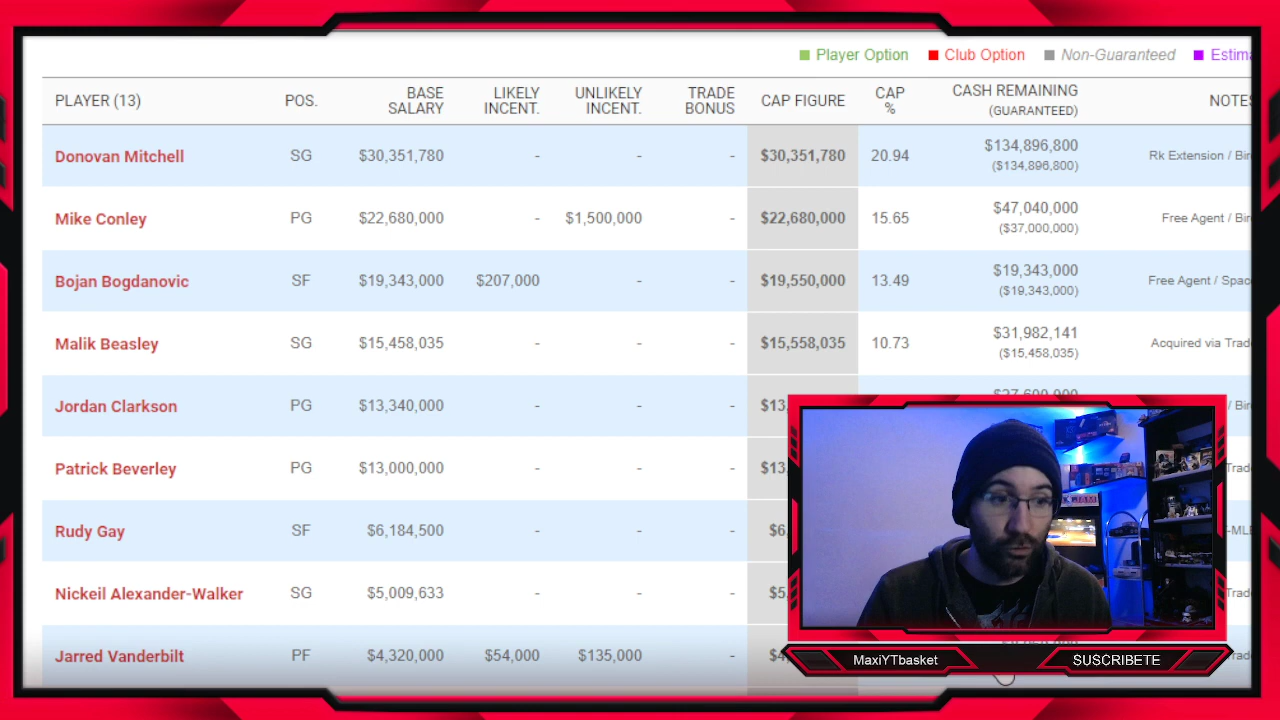 Player Option Club Option Non-Guaranteed
PLAYER (13) POS. BASE SALARY LIKELY INCENT. UNLIKELY INCENT. TRADE BONUS CAP FIGURE CAP % CASH REMAINING (GUARANTEED) NOTES
Donovan Mitchell SG $30,351,780 - - - $30,351,780 20.94 $134,896,800 ($134,896,800) Rk Extension /
Mike Conley PG $22,680,000 - $1,500,000 - $22,680,000 15.65 $47,040,000 ($37,000,000) Free Agent /
Bojan Bogdanovic SF $19,343,000 $207,000 - - $19,550,000 13.49 $19,343,000 ($19,343,000) Free Agent /
Malik Beasley SG $15,458,035 - - - $15,558,035 10.73 $31,982,141 ($15,458,035) Acquired via
Jordan Clarkson PG $13,340,000 - - -
Patrick Beverley PG $13,000,000 - - -
Rudy Gay SF $6,184,500 - - -
Nickeil Alexander-Walker SG $5,009,633 - - -
Jarred Vanderbilt PF $4,320,000 $54,000 $135,000 -
MaxiYTbasket SUSCRIBETE